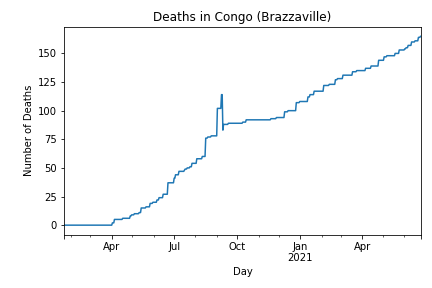 Deaths in Congo (Brazzaville)
Number of Deaths
150
125
100
75
50
25
0
Apr Jul Oct Jan Apr
2021
Day